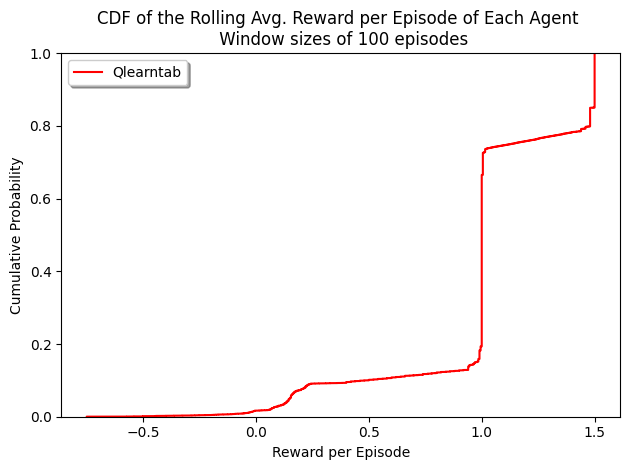 CDF of the Rolling Avg. Reward per Episode of Each Agent
Window sizes of 100 episodes
Qlearntab
Cumulative Probability
1.0
0.8
0.6
0.4
0.2
0.0
−0.5 0.0 0.5 1.0 1.5
Reward per Episode